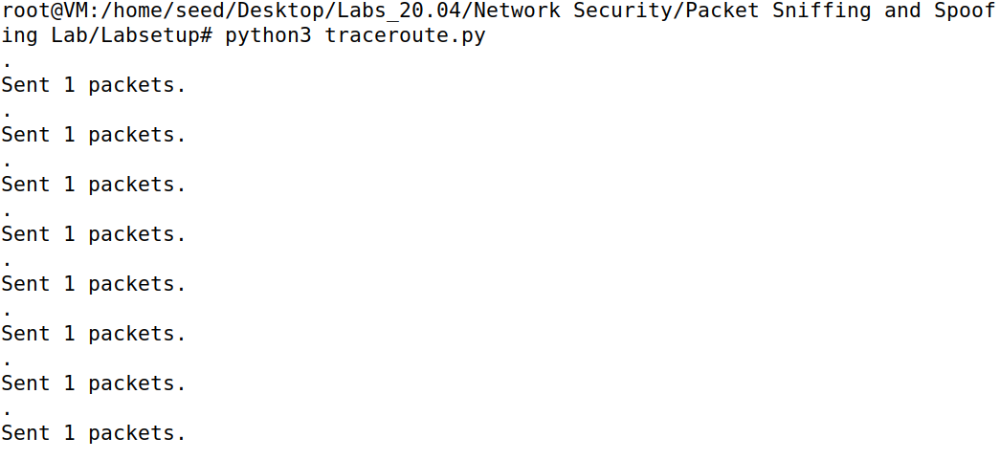 root@VM:/home/seed/Desktop/Labs_20.04/Network Security/Packet Sniffing and Spoof
ing Lab/Labsetup# python3 traceroute.py
.
Sent 1 packets.
.
Sent 1 packets.
.
Sent 1 packets.
.
Sent 1 packets.
.
Sent 1 packets.
.
Sent 1 packets.
.
Sent 1 packets.
.
Sent 1 packets.